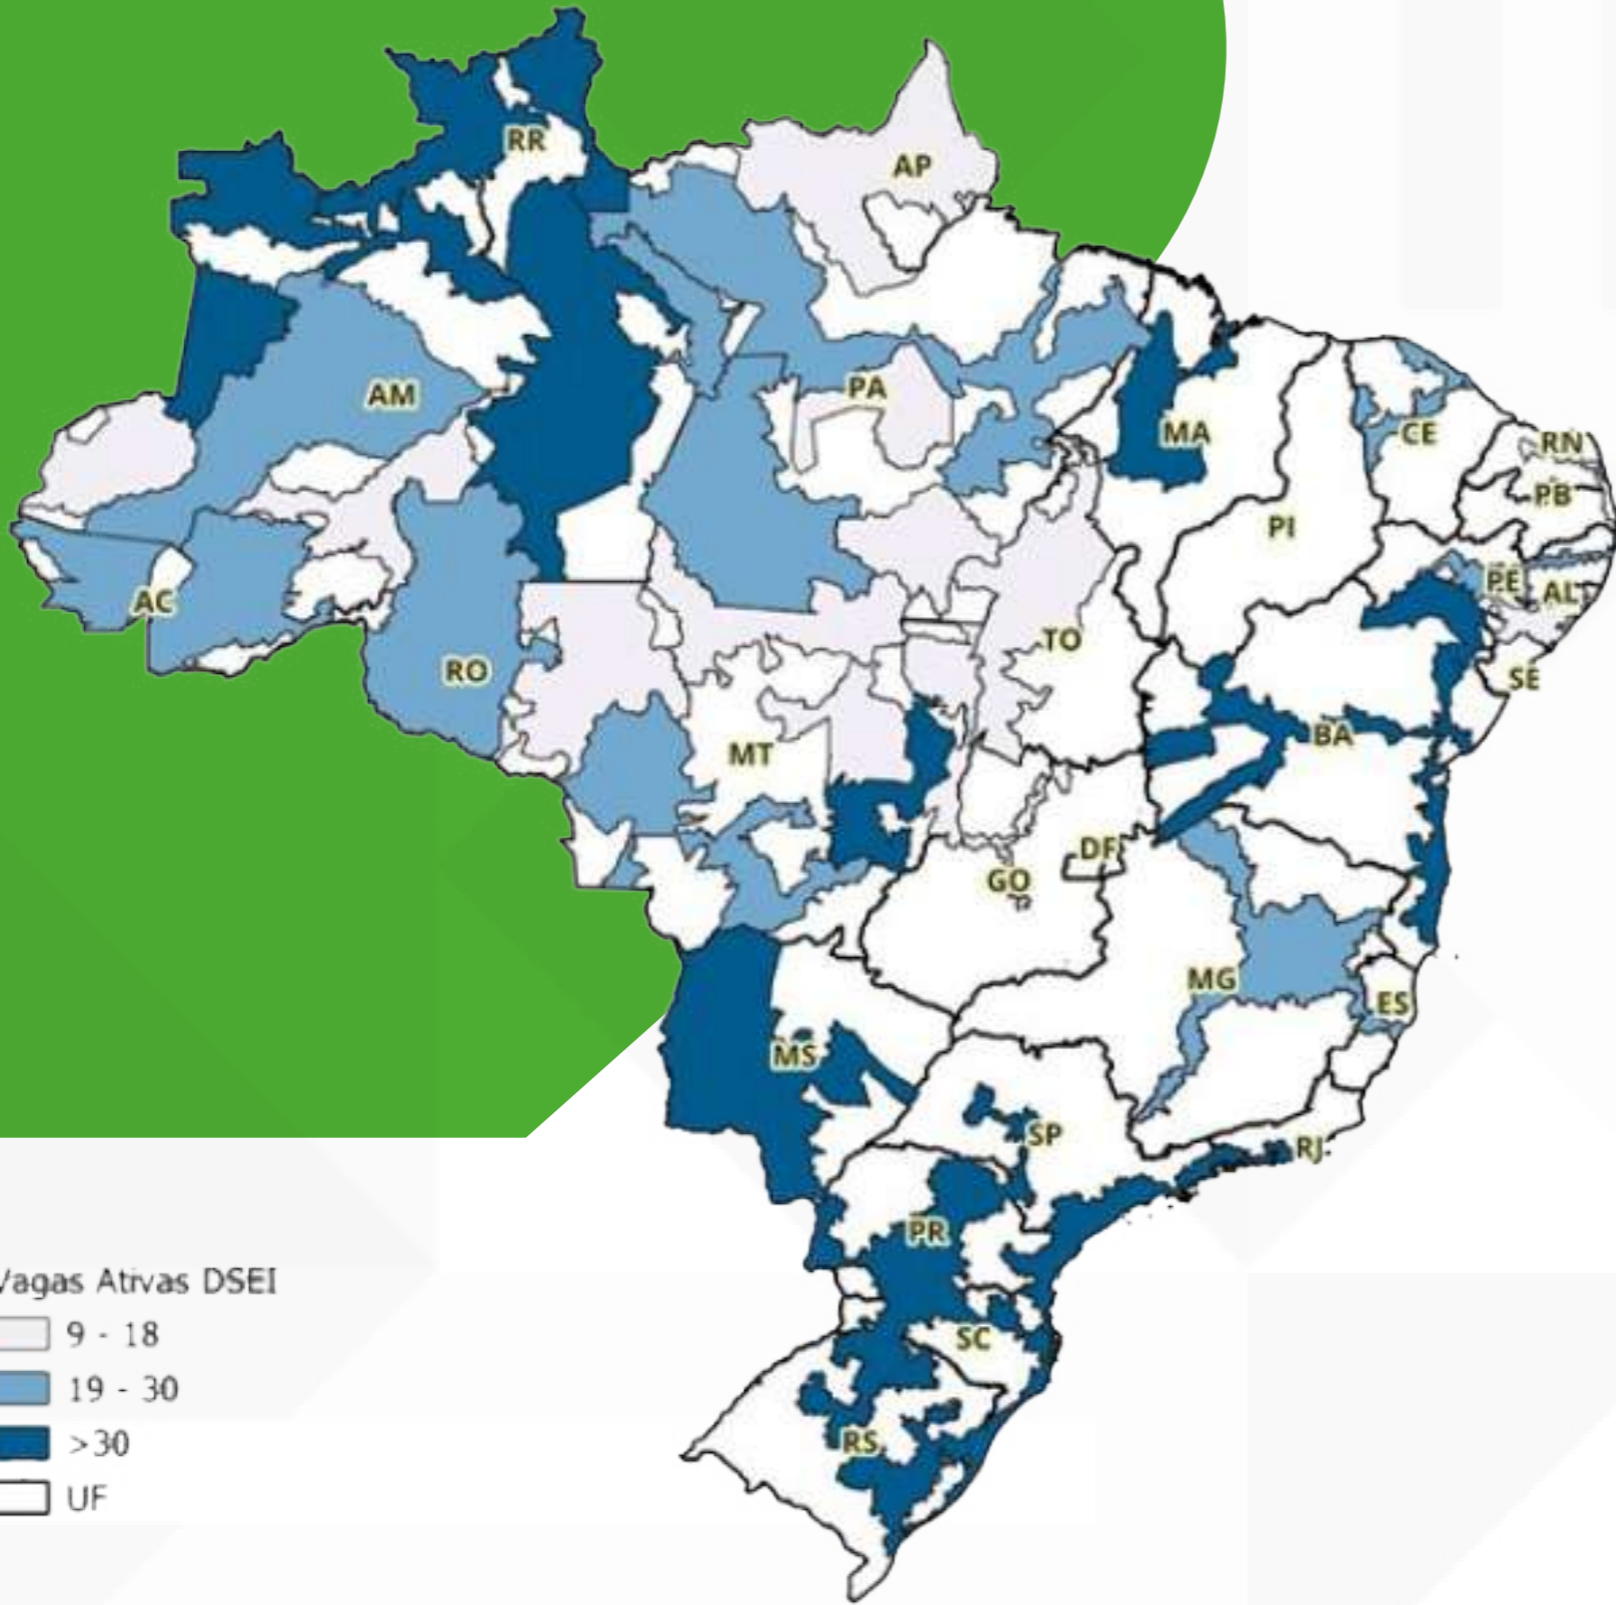 RR
AP
AM
PA
MA
CE
RN
PB
PI
PE
AL
AC
TO
RO
SE
BA
MT
DF
GO
MG
ES
MS
SP
RJ
PR
SC
RS
Vagas Ativas DSEI
9 - 18
19 - 30
>30
UF